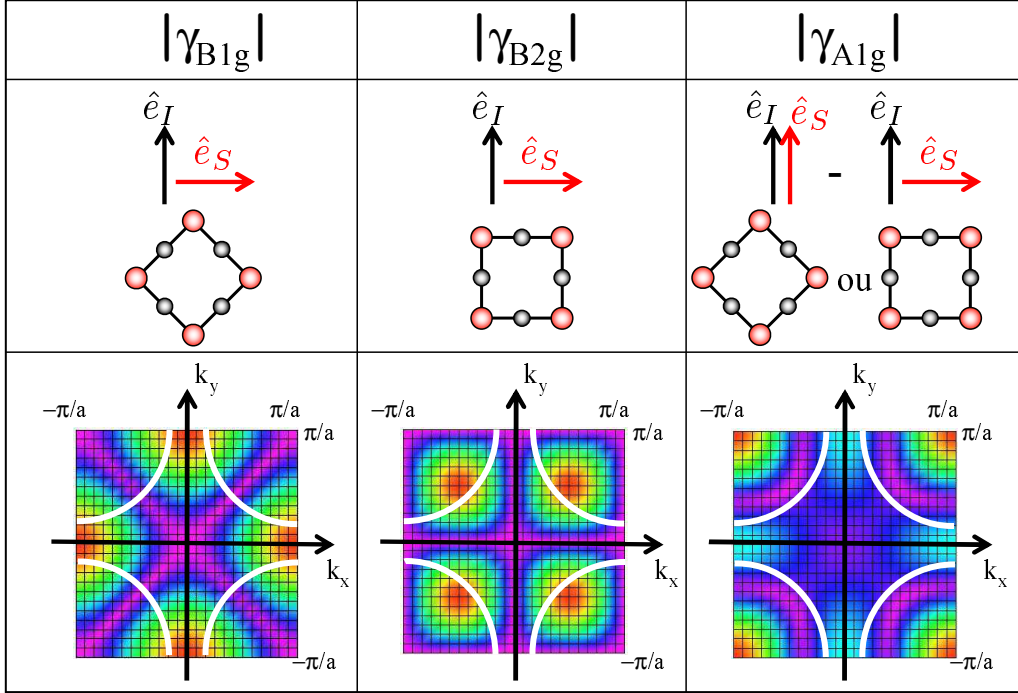 |γB1g| |γB2g| |γA1g|
êI êI êI êS êI
êS êS êS
-
ou
ky ky ky
−π/a π/a −π/a π/a −π/a π/a
π/a π/a π/a
kx kx kx
−π/a −π/a −π/a